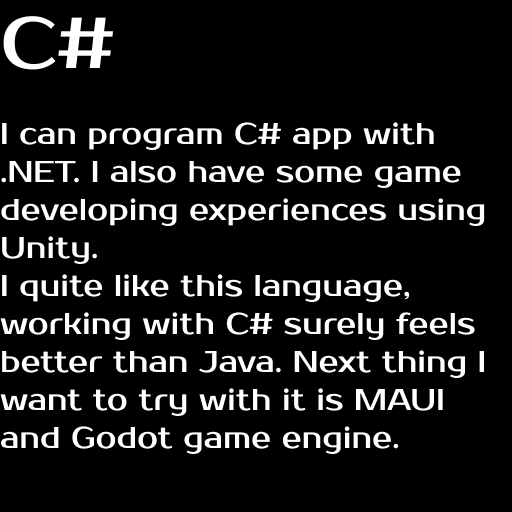 C#
I can program C# app with
.NET. I also have some game
developing experiences using
Unity.
I quite like this language,
working with C# surely feels
better than Java. Next thing I
want to try with it is MAUI
and Godot game engine.